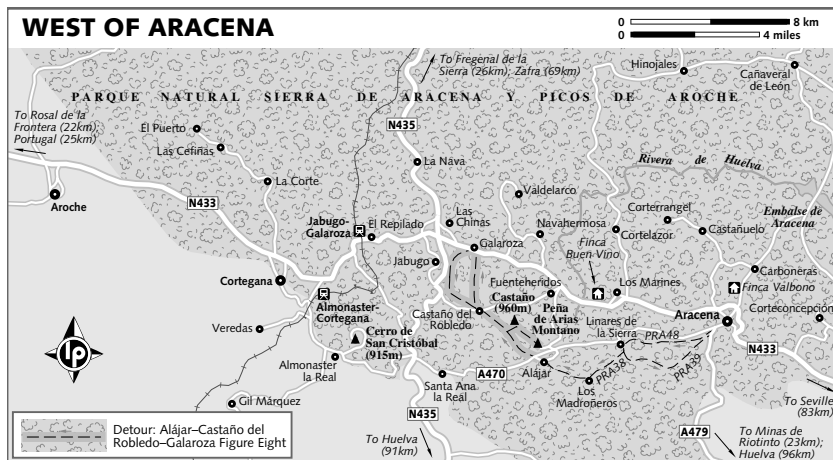 WEST OF ARACENA
0 8 km
0 4 miles
To Fregenal de la
Sierra (26km); Zafra (69km)
Hinojales
Cañaveral
de León
PARQUE NATURAL SIERRA DE ARACENA Y PICOS DE AROCHE
To Rosal de la
Frontera (22km);
Portugal (25km)
El Puerto
Las Cefiñas
N435
La Nava
Rivera de Huelva
La Corte
Valdelarco
Aroche
N433
Jabugo-
Galaroza
El Repilado
Las
Chinas
Navahermosa
Corterrangel
Embalse de
Aracena
Cortelazor
Castañuelo
Galaroza
Finca
Buen Vino
Jabugo
Carboneras
Cortegana
Fuenteheridos
Los Marines
Finca Valbono
Almonaster-
Cortegana
Castaño
(960m)
Peña
de Arias
Montano
Castaño del
Robledo
Aracena
Corteconcepción
Veredas
Cerro de
San Cristóbal
(915m)
Linares de
la Sierra
PRA48
N433
lp
Almonaster
la Real
A470
Alájar
PRA38
PRA39
Santa Ana
la Real
Los
Madroñeros
To Seville
(83km)
Gil Márquez
N435
Detour: Alájar–Castaño del
Robledo–Galaroza Figure Eight
To Huelva
(91km)
A479
To Minas de
Riotinto (23km);
Huelva (96km)